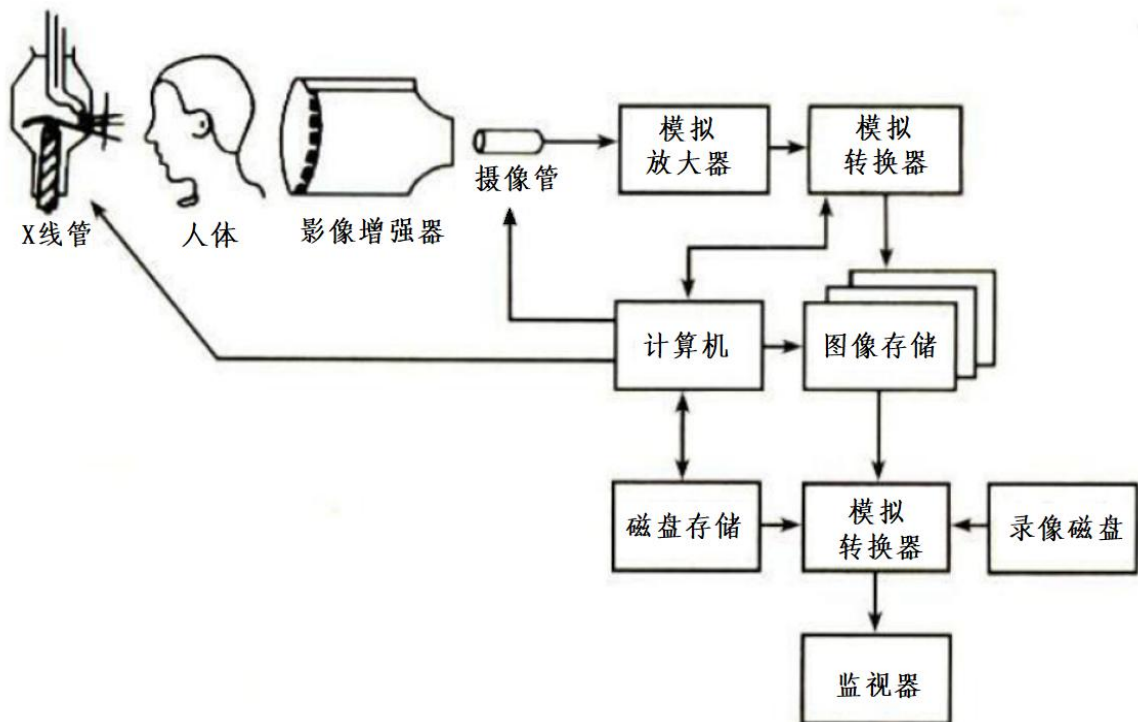 模拟
放大器
模拟
转换器
摄像管
X线管
人体
影像增强器
计算机
图像存储
磁盘存储
模拟
转换器
录像磁盘
监视器